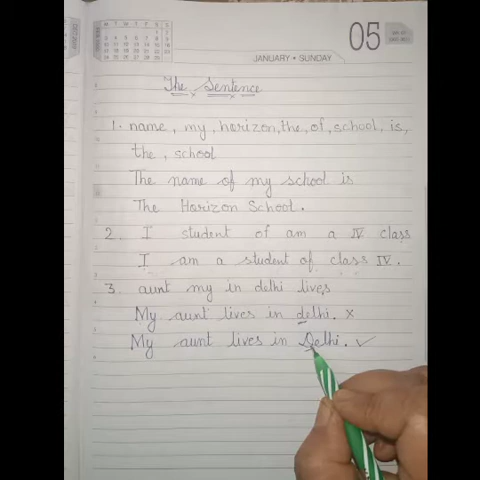 05
JANUARY • SUNDAY
The Sentence
1. name, my, horizon, the, of, school, is,
the, school
The name of my school is
The Horizon School.
2. I student of am a IV class
I am a student of class IV.
3. aunt my in delhi lives
My aunt lives in delhi. ×
My aunt lives in Delhi. ✓